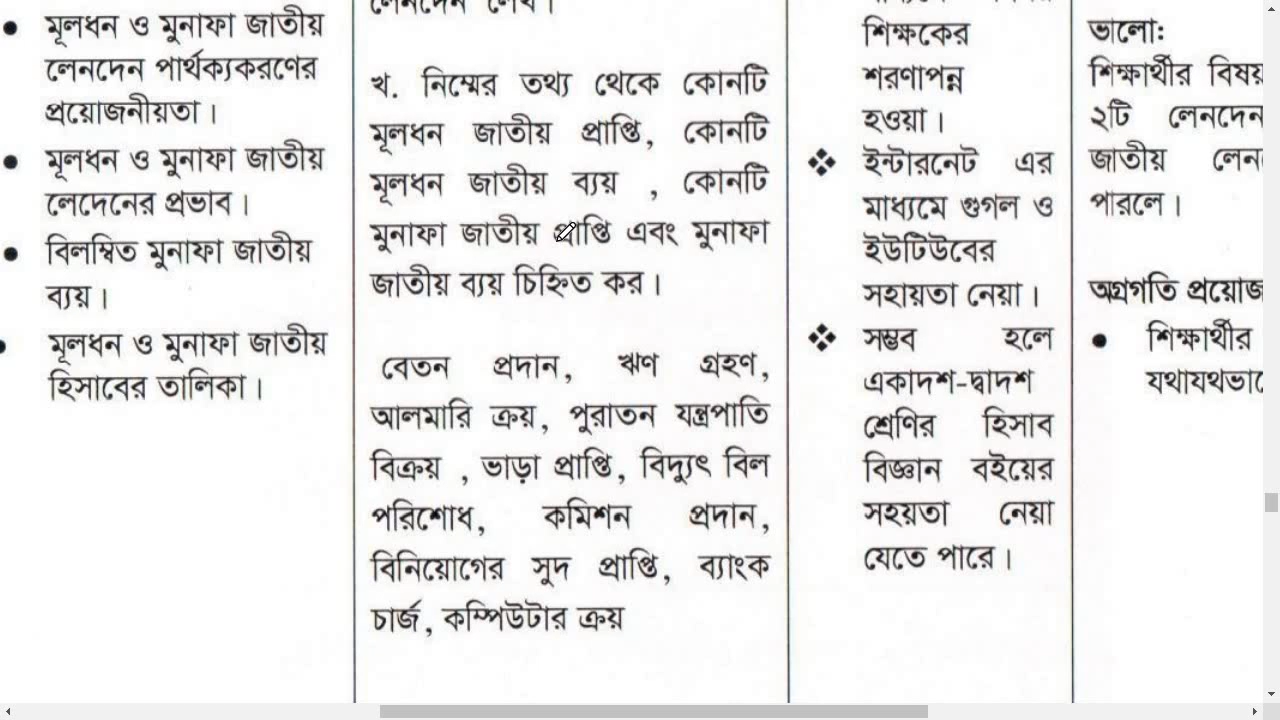 মূলধন ও মুনাফা জাতীয়
লেনদেন পার্থক্যকরণের
প্রয়োজনীয়তা।
মূলধন ও মুনাফা জাতীয়
লেদেনের প্রভাব।
বিলম্বিত মুনাফা জাতীয়
ব্যয়।
মূলধন ও মুনাফা জাতীয়
হিসাবের তালিকা।
লেনদেন লেখ।
খ. নিম্মের তথ্য থেকে কোনটি
মূলধন জাতীয় প্রাপ্তি, কোনটি
মূলধন জাতীয় ব্যয় , কোনটি
মুনাফা জাতীয় প্রাপ্তি এবং মুনাফা
জাতীয় ব্যয় চিহ্নিত কর।
বেতন প্রদান, ঋণ গ্রহণ,
আলমারি ক্রয়, পুরাতন যন্ত্রপাতি
বিক্রয় , ভাড়া প্রাপ্তি, বিদ্যুৎ বিল
পরিশোধ, কমিশন প্রদান,
বিনিয়োগের সুদ প্রাপ্তি, ব্যাংক
চার্জ, কম্পিউটার ক্রয়
শিক্ষকের
শরণাপন্ন
হওয়া।
❖ ইন্টারনেট এর
মাধ্যমে গুগল ও
ইউটিউবের
সহায়তা নেয়া।
❖ সম্ভব হলে
একাদশ-দ্বাদশ
শ্রেণির হিসাব
বিজ্ঞান বইয়ের
সহয়তা নেয়া
যেতে পারে।
ভালো:
শিক্ষার্থীর বিষয়
২টি লেনদেন
জাতীয় লেন
পারলে।
অগ্রগতি প্রয়োজ
শিক্ষার্থীর
যথাযথভাবে